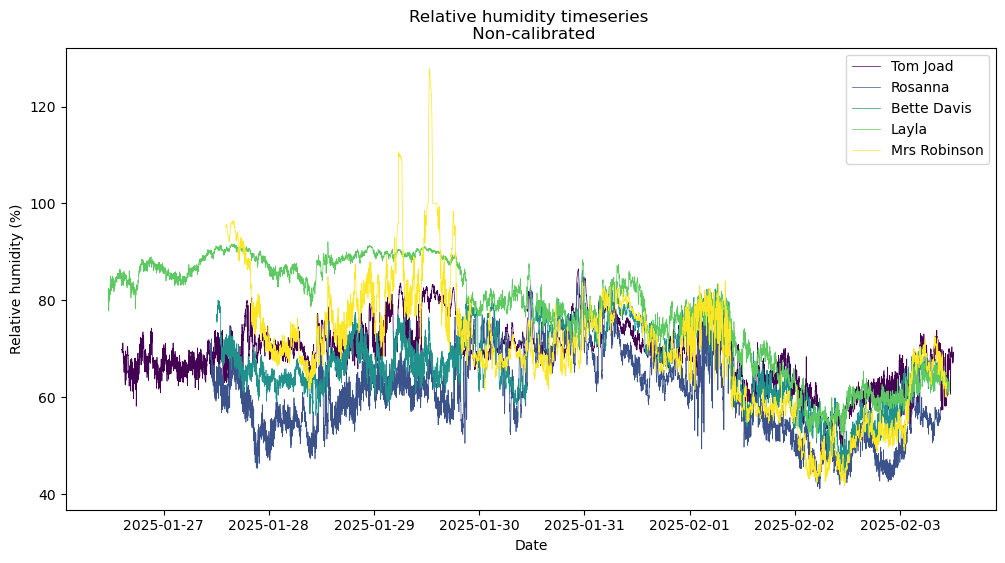 Relative humidity timeseries
Non-calibrated
Tom Joad
Rosanna
Bette Davis
Layla
Mrs Robinson
120
100
80
60
40
Relative humidity (%)
2025-01-27
2025-01-28
2025-01-29
2025-01-30
2025-01-31
2025-02-01
2025-02-02
2025-02-03
Date